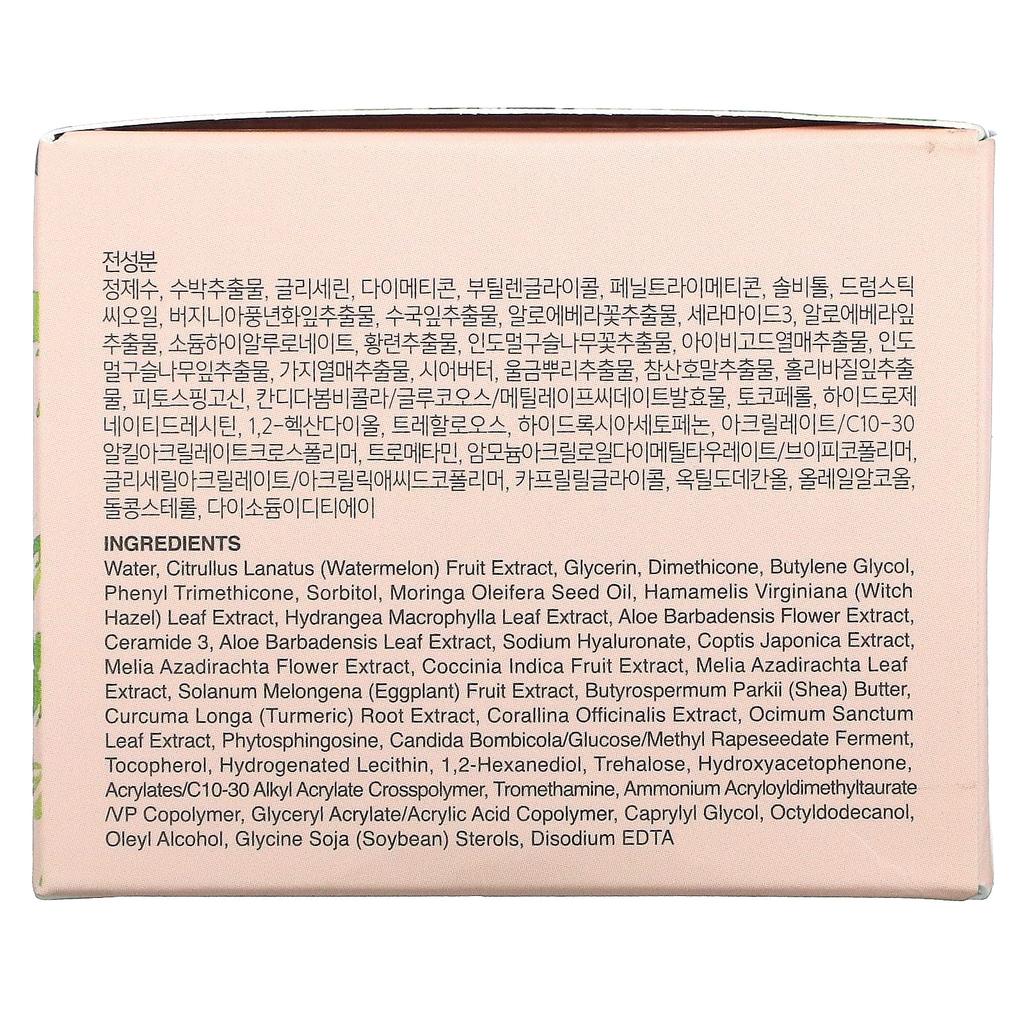 전성분
정제수, 수박추출물, 글리세린, 다이메티콘, 부틸렌글라이콜, 페닐트라이메티콘, 솔비톨, 드럼스틱
씨오일, 버지니아풍년화잎추출물, 수국잎추출물, 알로에베라꽃추출물, 세라마이드3, 알로에베라잎
추출물, 소듐하이알루로네이트, 황련추출물, 인도멀구슬나무꽃추출물, 아이비고드열매추출물, 인도
멀구슬나무잎추출물, 가지열매추출물, 시어버터, 울금뿌리추출물, 참산호말추출물, 홀리바질잎추출
물, 피토스핑고신, 칸디다봄비콜라/글루코오스/메틸레이프씨데이트발효물, 토코페롤, 하이드로제
네이티드레시틴, 1,2-헥산다이올, 트레할로오스, 하이드록시아세토페논, 아크릴레이트/C10-30
알킬아크릴레이트크로스폴리머, 트로메타민, 암모늄아크릴로일다이메틸타우레이트/브이피코폴리머,
글리세릴아크릴레이트/아크릴릭애씨드코폴리머, 카프릴릴글라이콜, 옥틸도데칸올, 올레일알코올,
돌콩스테롤, 다이소듐이디티에이
INGREDIENTS
Water, Citrullus Lanatus (Watermelon) Fruit Extract, Glycerin, Dimethicone, Butylene Glycol,
Phenyl Trimethicone, Sorbitol, Moringa Oleifera Seed Oil, Hamamelis Virginiana (Witch
Hazel) Leaf Extract, Hydrangea Macrophylla Leaf Extract, Aloe Barbadensis Flower Extract,
Ceramide 3, Aloe Barbadensis Leaf Extract, Sodium Hyaluronate, Coptis Japonica Extract,
Melia Azadirachta Flower Extract, Coccinia Indica Fruit Extract, Melia Azadirachta Leaf
Extract, Solanum Melongena (Eggplant) Fruit Extract, Butyrospermum Parkii (Shea) Butter,
Curcuma Longa (Turmeric) Root Extract, Corallina Officinalis Extract, Ocimum Sanctum
Leaf Extract, Phytosphingosine, Candida Bombicola/Glucose/Methyl Rapeseedate Ferment,
Tocopherol, Hydrogenated Lecithin, 1,2-Hexanediol, Trehalose, Hydroxyacetophenone,
Acrylates/C10-30 Alkyl Acrylate Crosspolymer, Tromethamine, Ammonium Acryloyldimethyltaurate
/VP Copolymer, Glyceryl Acrylate/Acrylic Acid Copolymer, Caprylyl Glycol, Octyldodecanol,
Oleyl Alcohol, Glycine Soja (Soybean) Sterols, Disodium EDTA